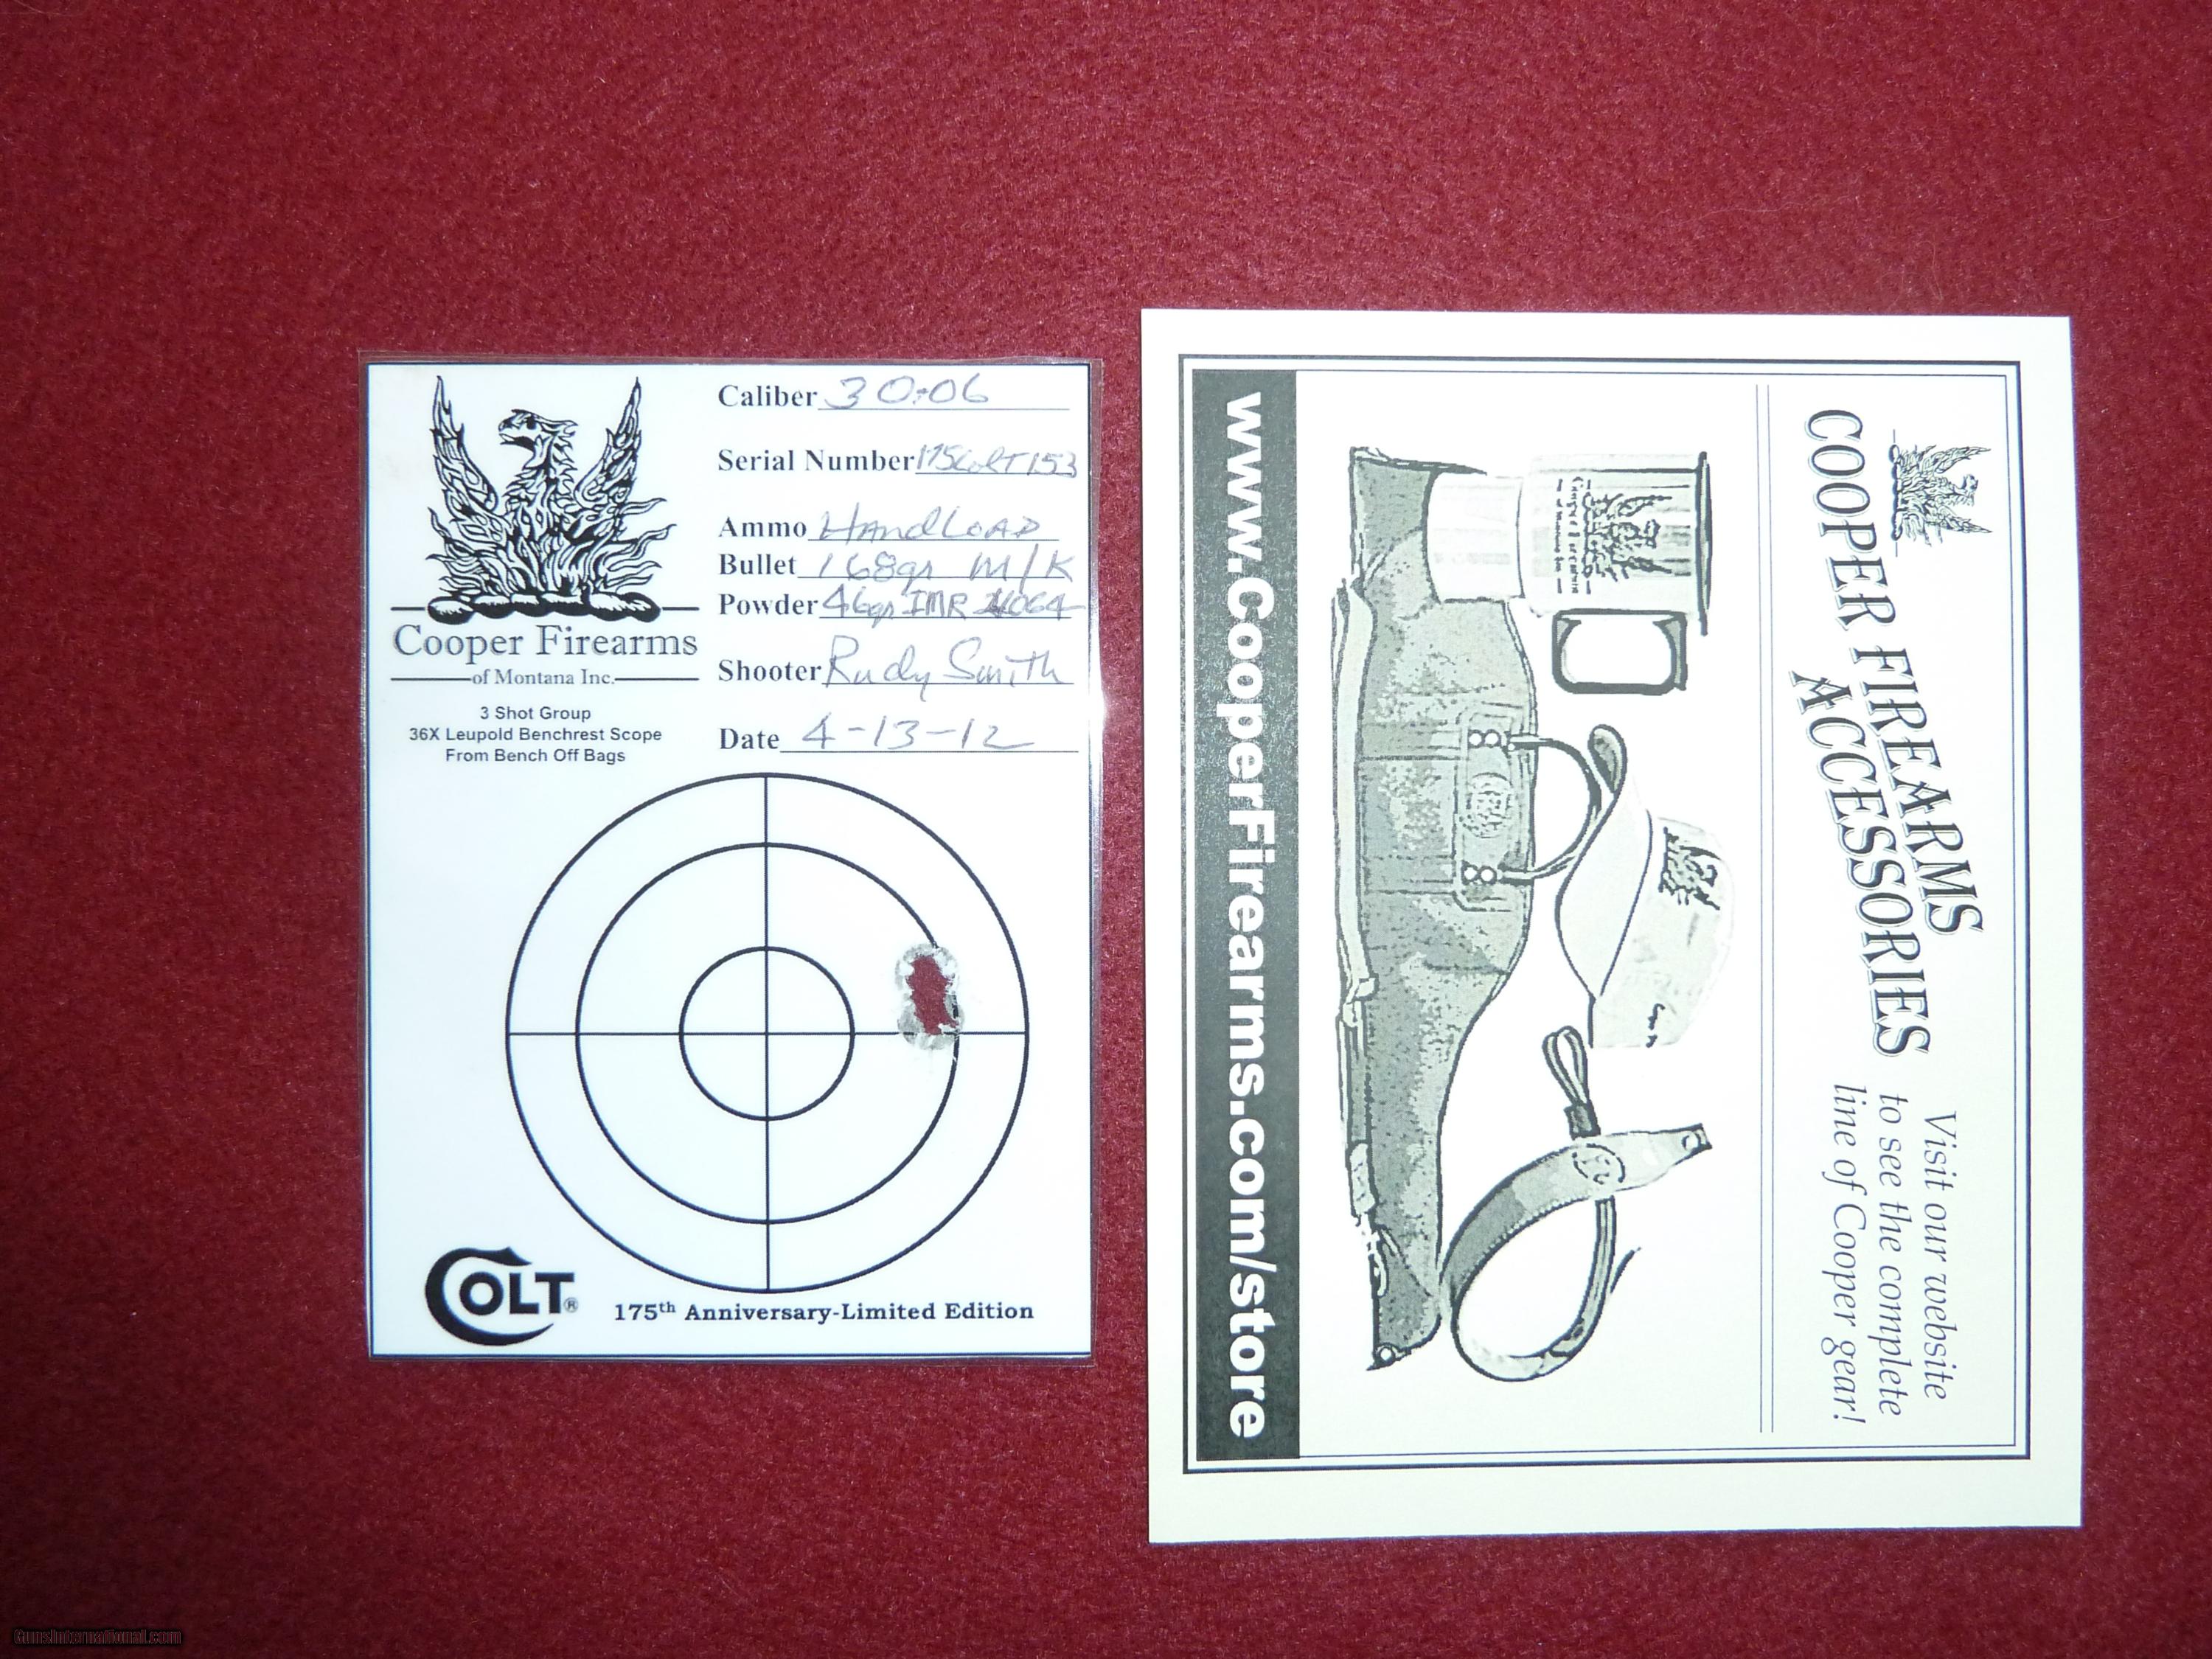 Caliber 30-06
Serial Number 175ColT153
Ammo HandLoad
Bullet 168gr M/K
Powder 46gr IMR 4064
Shooter Rudy Smith
Date 4-13-12
Cooper Firearms
of Montana Inc.
3 Shot Group
36X Leupold Benchrest Scope
From Bench Off Bags
COLT®
175th Anniversary-Limited Edition
COOPER FIREARMS
ACCESSORIES
Visit our website
to see the complete
line of Cooper gear!
www.CooperFirearms.com/store
GunsInternational.com